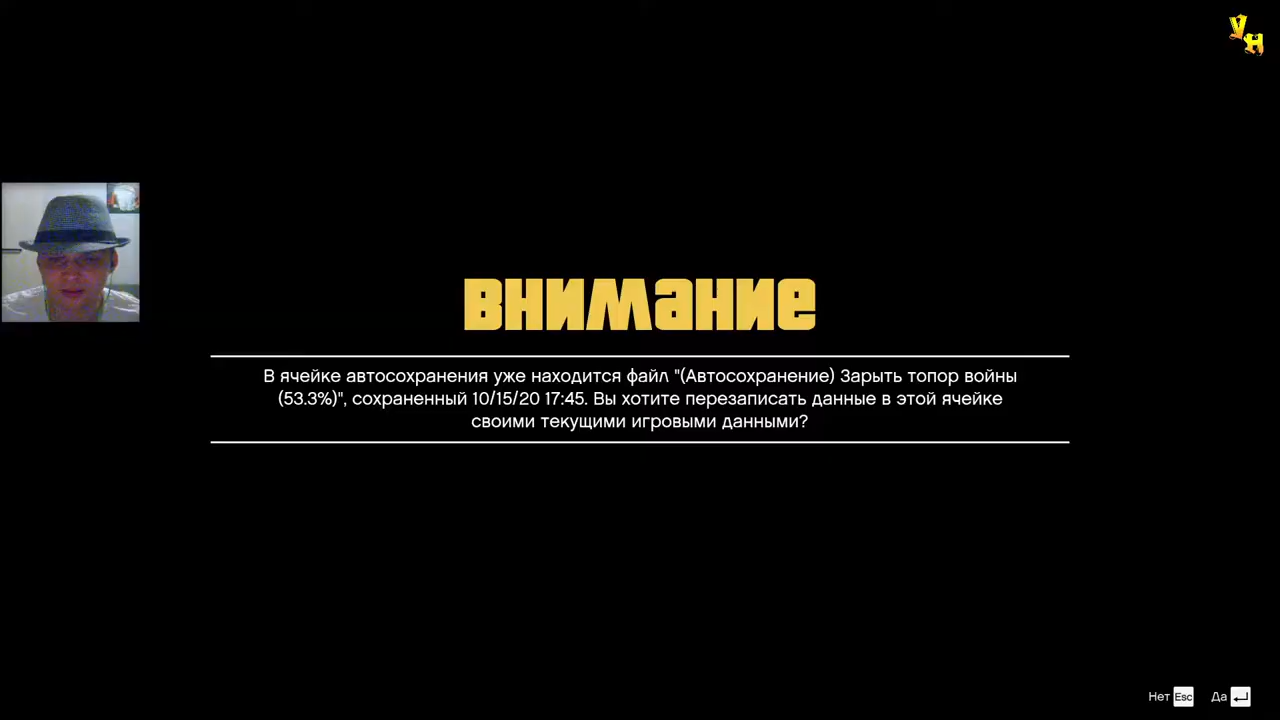 УН
ВНИМАНИЕ
В ячейке автосохранения уже находится файл "(Автосохранение) Зарыть топор войны
(53.3%)", сохраненный 10/15/20 17:45. Вы хотите перезаписать данные в этой ячейке
своими текущими игровыми данными?
Нет Esc Да